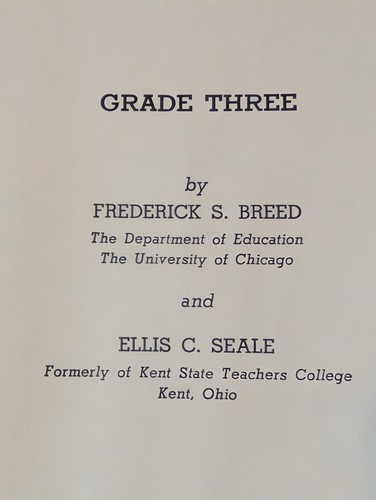 GRADE THREE
by
FREDERICK S. BREED
The Department of Education
The University of Chicago
and
ELLIS C. SEALE
Formerly of Kent State Teachers College
Kent, Ohio